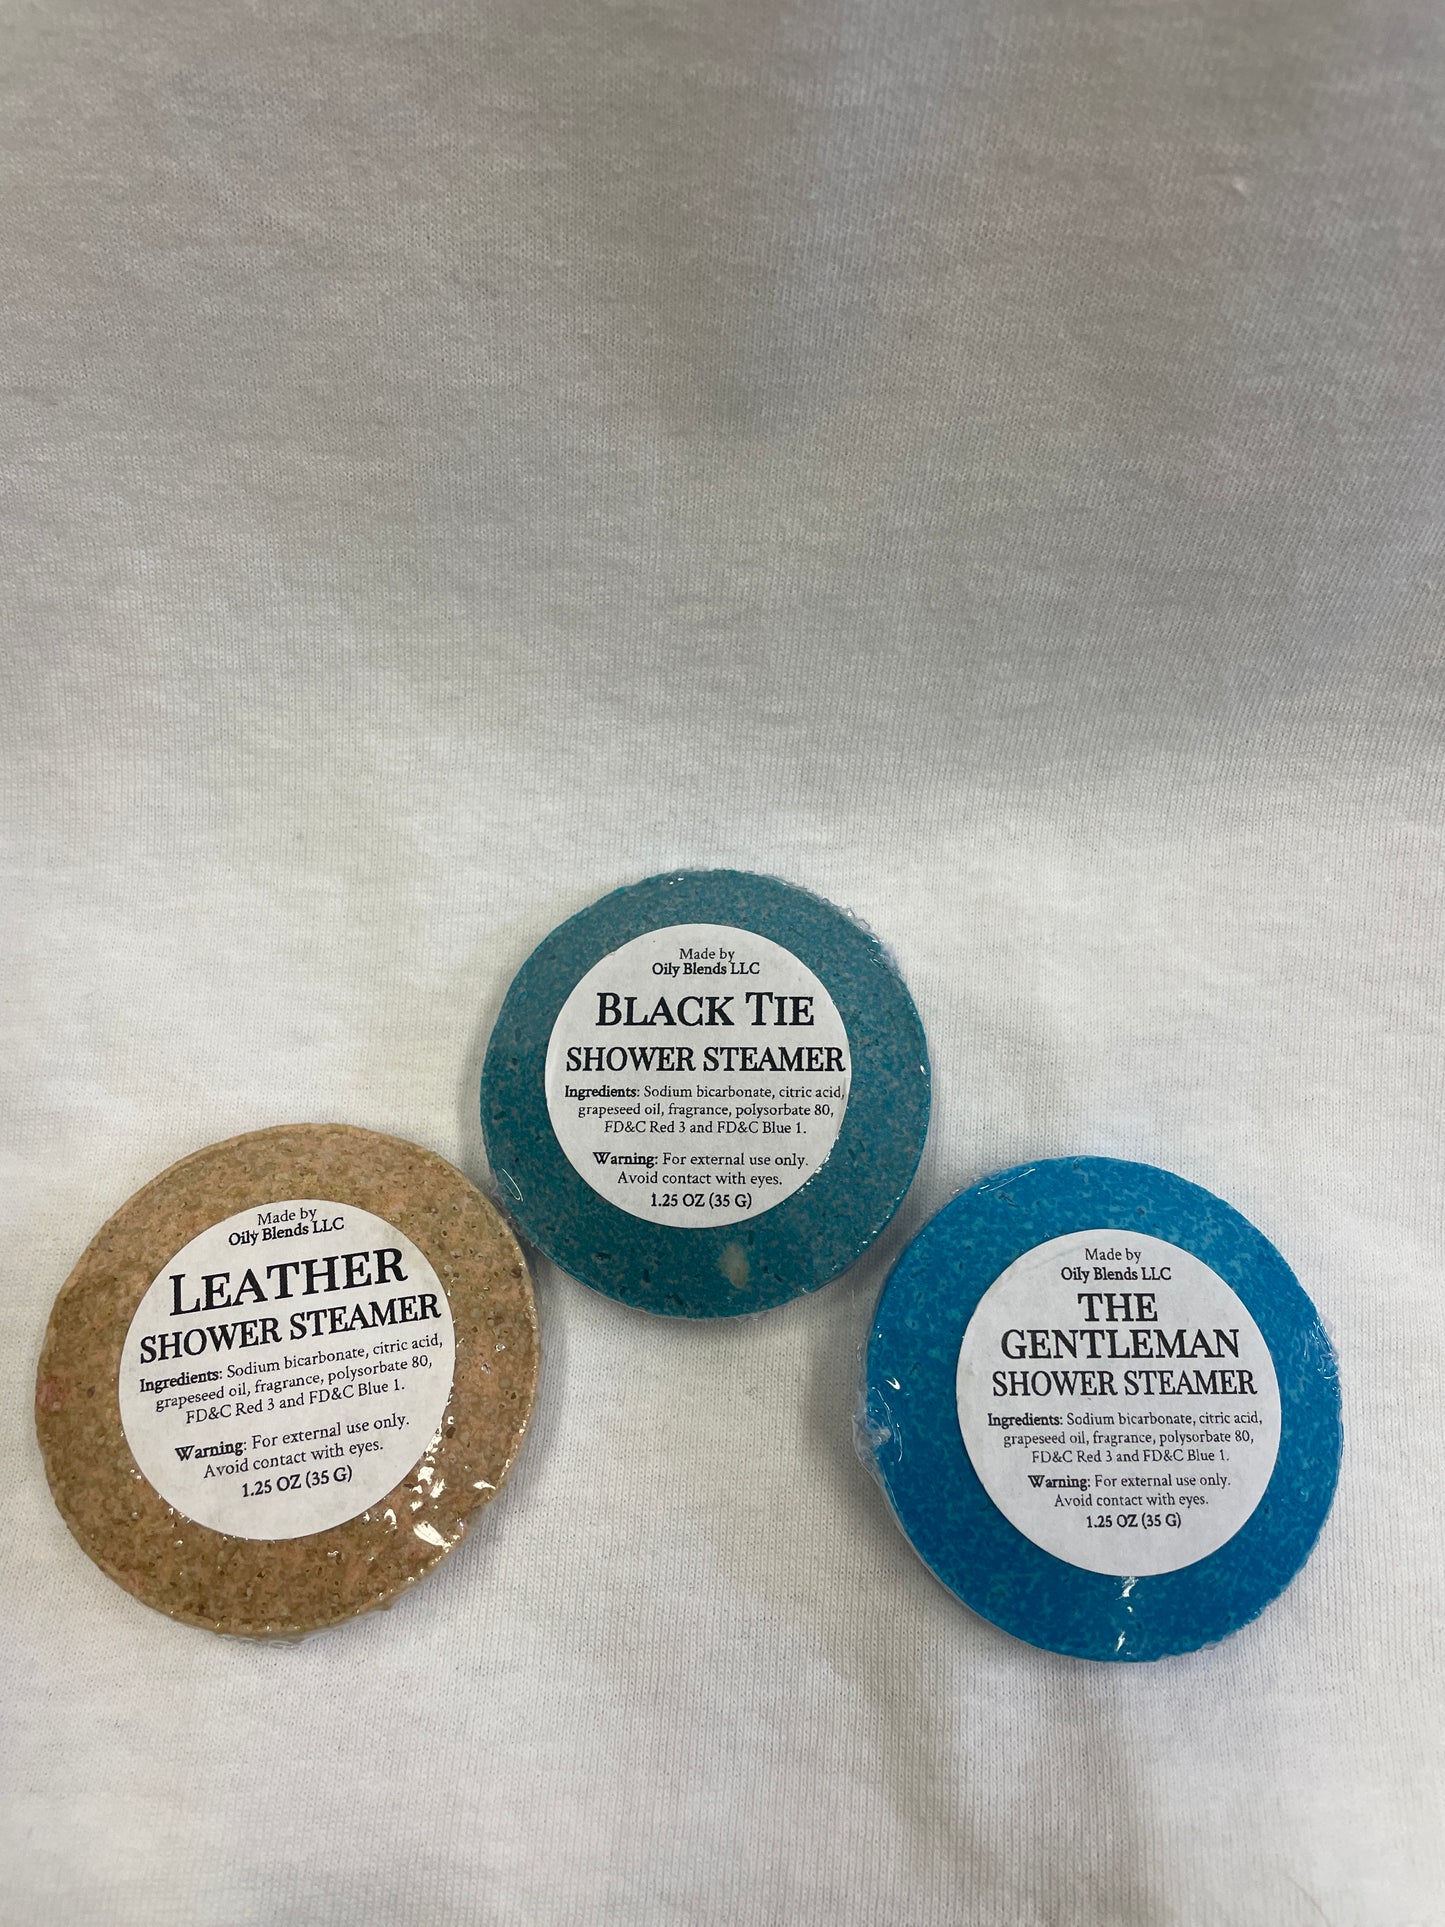 Made by
Oily Blends LLC
BLACK TIE
SHOWER STEAMER
Ingredients: Sodium bicarbonate, citric acid,
grapeseed oil, fragrance, polysorbate 80,
FD&C Red 3 and FD&C Blue 1.
Warning: For external use only.
Avoid contact with eyes.
1.25 OZ (35 G)
Made by
Oily Blends LLC
LEATHER
SHOWER STEAMER
Ingredients: Sodium bicarbonate, citric acid,
grapeseed oil, fragrance, polysorbate 80,
FD&C Red 3 and FD&C Blue 1.
Warning: For external use only.
Avoid contact with eyes.
1.25 OZ (35 G)
Made by
Oily Blends LLC
THE
GENTLEMAN
SHOWER STEAMER
Ingredients: Sodium bicarbonate, citric acid,
grapeseed oil, fragrance, polysorbate 80,
FD&C Red 3 and FD&C Blue 1.
Warning: For external use only.
Avoid contact with eyes.
1.25 OZ (35 G)